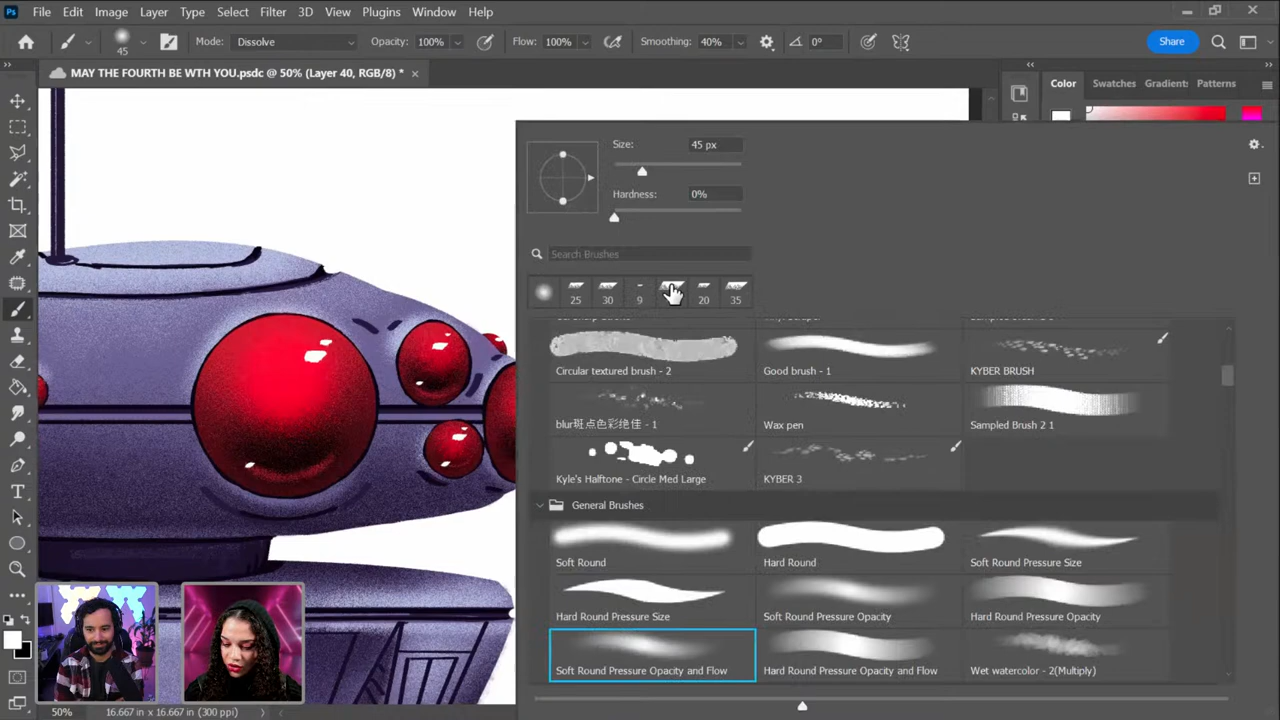 Ps File Edit Image Layer Type Select Filter 3D View Plugins Window Help
45 Mode: Dissolve Opacity: 100% Flow: 100% Smoothing: 40% 0° Share
MAY THE FOURTH BE WTH YOU.psdc @ 50% (Layer 40, RGB/8) *
Color Swatches Gradient: Patterns
Size: 45 px
Hardness: 0%
Search Brushes
25 30 9 20 35
Circular textured brush - 2 Good brush - 1 KYBER BRUSH
blur斑点色彩绝佳 - 1 Wax pen Sampled Brush 2 1
Kyle's Halftone - Circle Med Large KYBER 3
General Brushes
Soft Round Hard Round Soft Round Pressure Size
Hard Round Pressure Size Soft Round Pressure Opacity Hard Round Pressure Opacity
Soft Round Pressure Opacity and Flow Hard Round Pressure Opacity and Flow Wet watercolor - 2(Multiply)
50% 16.667 in x 16.667 in (300 ppi)